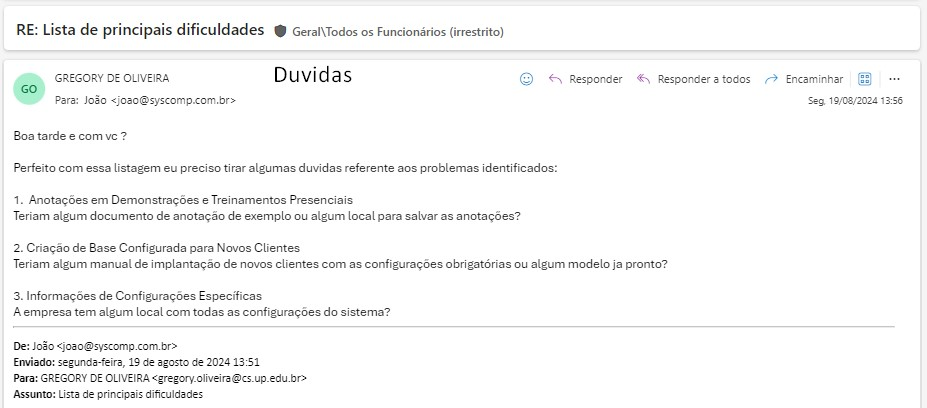 RE: Lista de principais dificuldades Geral\Todos os Funcionários (irrestrito)
GO GREGORY DE OLIVEIRA Duvidas Responder Responder a todos Encaminhar ...
Para: João <joao@syscomp.com.br> Seg, 19/08/2024 13:56
Boa tarde e com vc ?
Perfeito com essa listagem eu preciso tirar algumas duvidas referente aos problemas identificados:
1. Anotações em Demonstrações e Treinamentos Presenciais
Teriam algum documento de anotação de exemplo ou algum local para salvar as anotações?
2. Criação de Base Configurada para Novos Clientes
Teriam algum manual de implantação de novos clientes com as configurações obrigatórias ou algum modelo ja pronto?
3. Informações de Configurações Específicas
A empresa tem algum local com todas as configurações do sistema?
De: João <joao@syscomp.com.br>
Enviado: segunda-feira, 19 de agosto de 2024 13:51
Para: GREGORY DE OLIVEIRA <gregory.oliveira@cs.up.edu.br>
Assunto: Lista de principais dificuldades